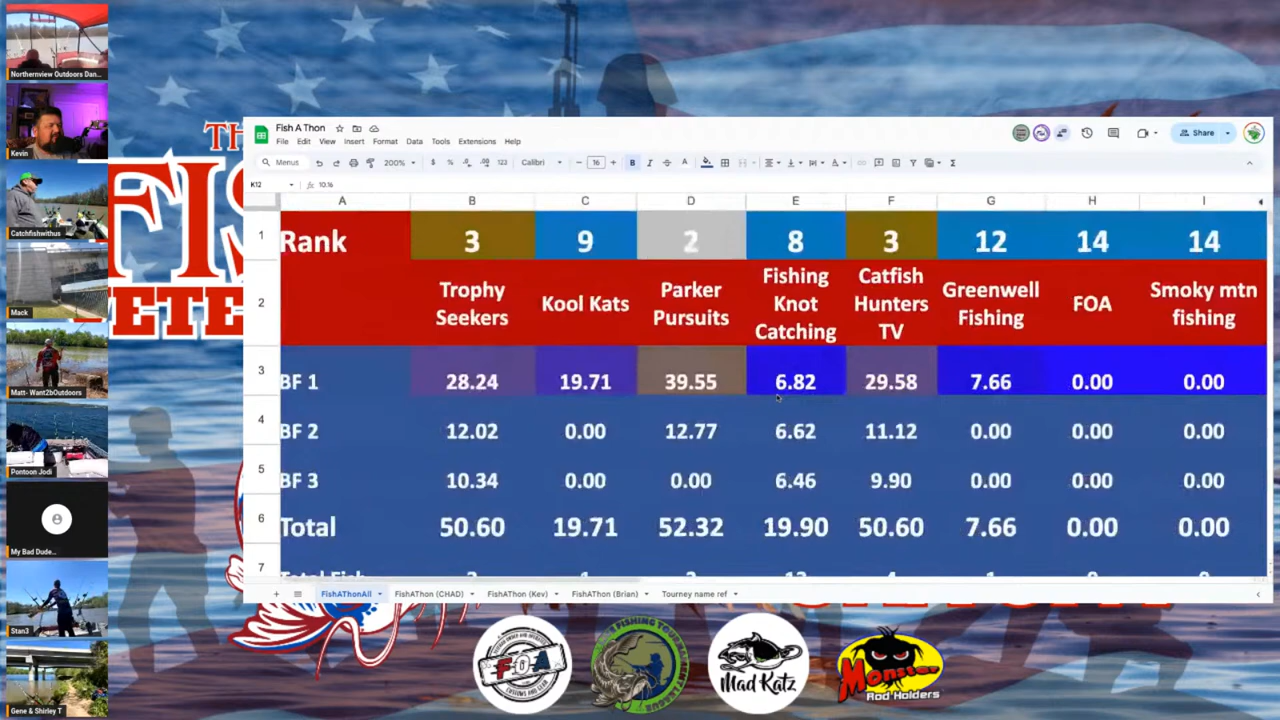 Northernview Outdoors Dan...
Kevin
Catchfishwithus
Mack
Matt- Want2bOutdoors
Pontoon Jodi
My Bad Dude...
Stan3
Gene & Shirley T
TH
FIS
ETE
Fish A Thon
File Edit View Insert Format Data Tools Extensions Help
Share
Menus 200% $ % .0 .00 123 Calibri - 16 + B I A
K12 fx 10.16
A B C D E F G H I
1 Rank 3 9 2 8 3 12 14 14
2 Trophy Seekers Kool Kats Parker Pursuits Fishing Knot Catching Catfish Hunters TV Greenwell Fishing FOA Smoky mtn fishing
3 BF 1 28.24 19.71 39.55 6.82 29.58 7.66 0.00 0.00
4 BF 2 12.02 0.00 12.77 6.62 11.12 0.00 0.00 0.00
5 BF 3 10.34 0.00 0.00 6.46 9.90 0.00 0.00 0.00
6 Total 50.60 19.71 52.32 19.90 50.60 7.66 0.00 0.00
7 Total Fish
FishAThonAll FishAThon (CHAD) FishAThon (Kev) FishAThon (Brian) Tourney name ref
FOA
Mad Katz
Monster
Rod Holders